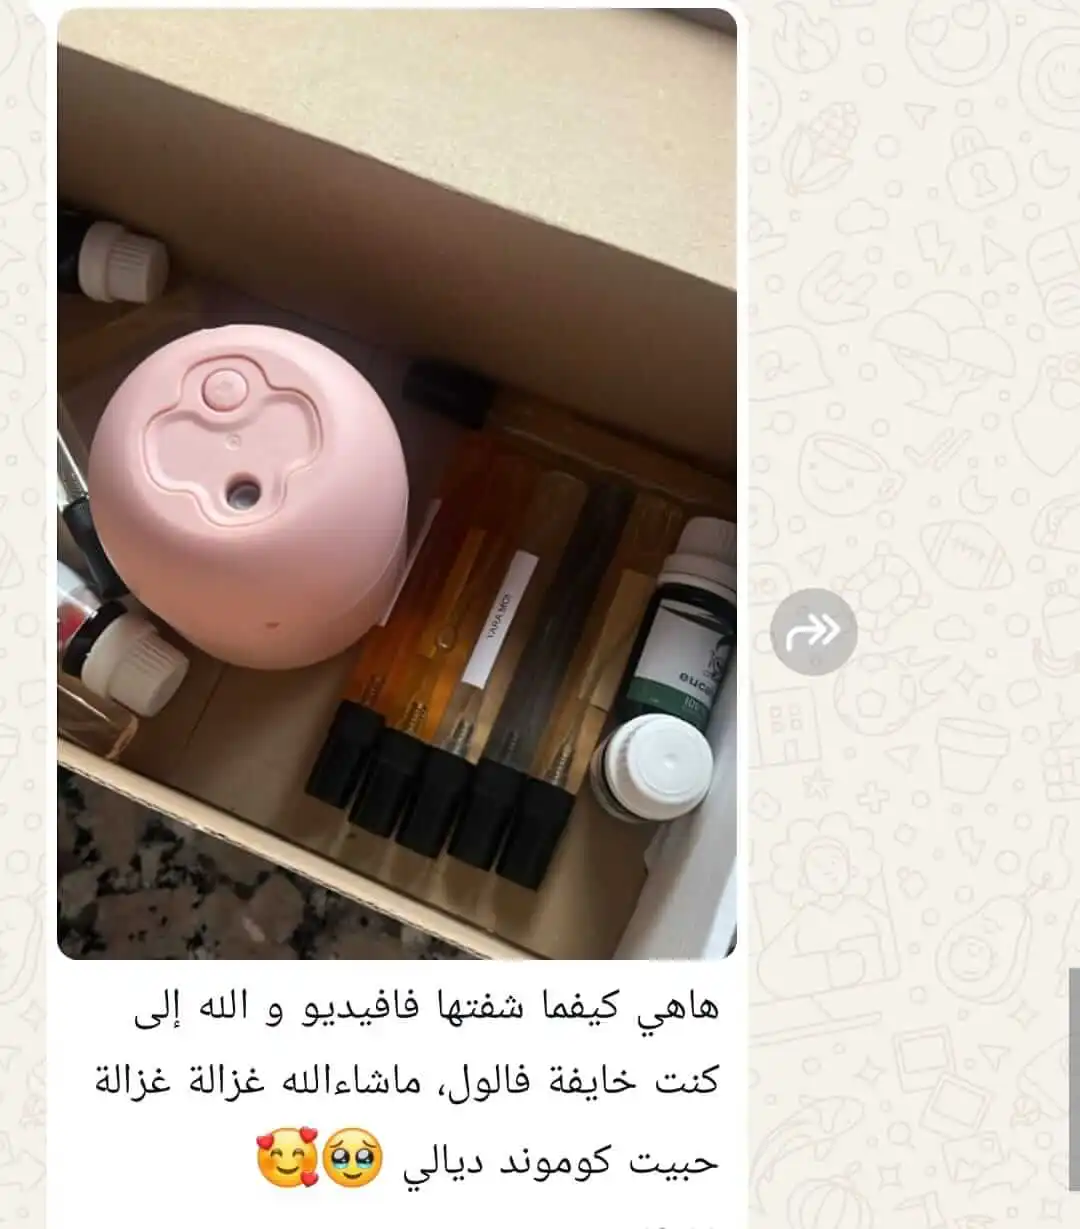 YARA MOI
euca
هاهي كيفما شفتها فافيديو و الله إلى
كنت خايفة فالول، ماشاءالله غزالة غزالة
حبيت كوموند ديالي 🥹🥰